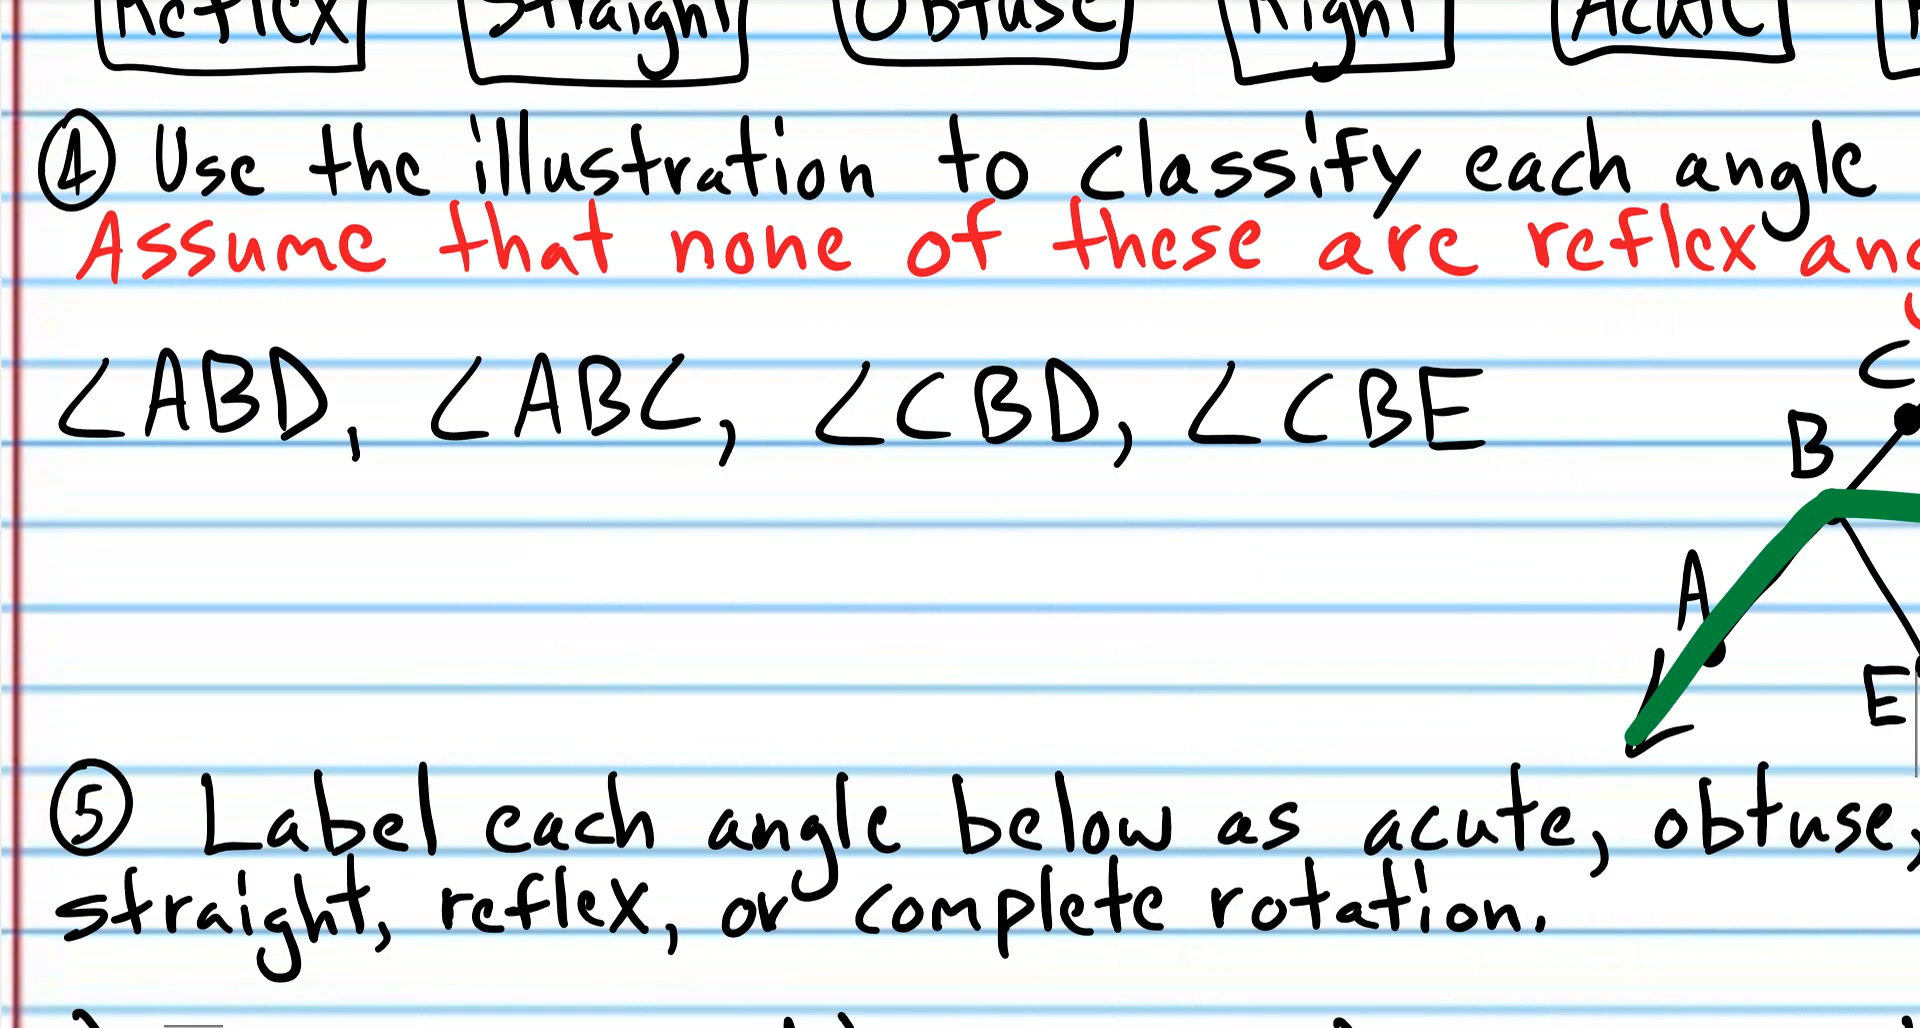 Reflex Straight Obtuse Right Acute
④ Use the illustration to classify each angle
Assume that none of these are reflex
∠ABD, ∠ABC, ∠CBD, ∠CBE
C
B
A
E
⑤ Label each angle below as acute, obtuse,
straight, reflex, or complete rotation.